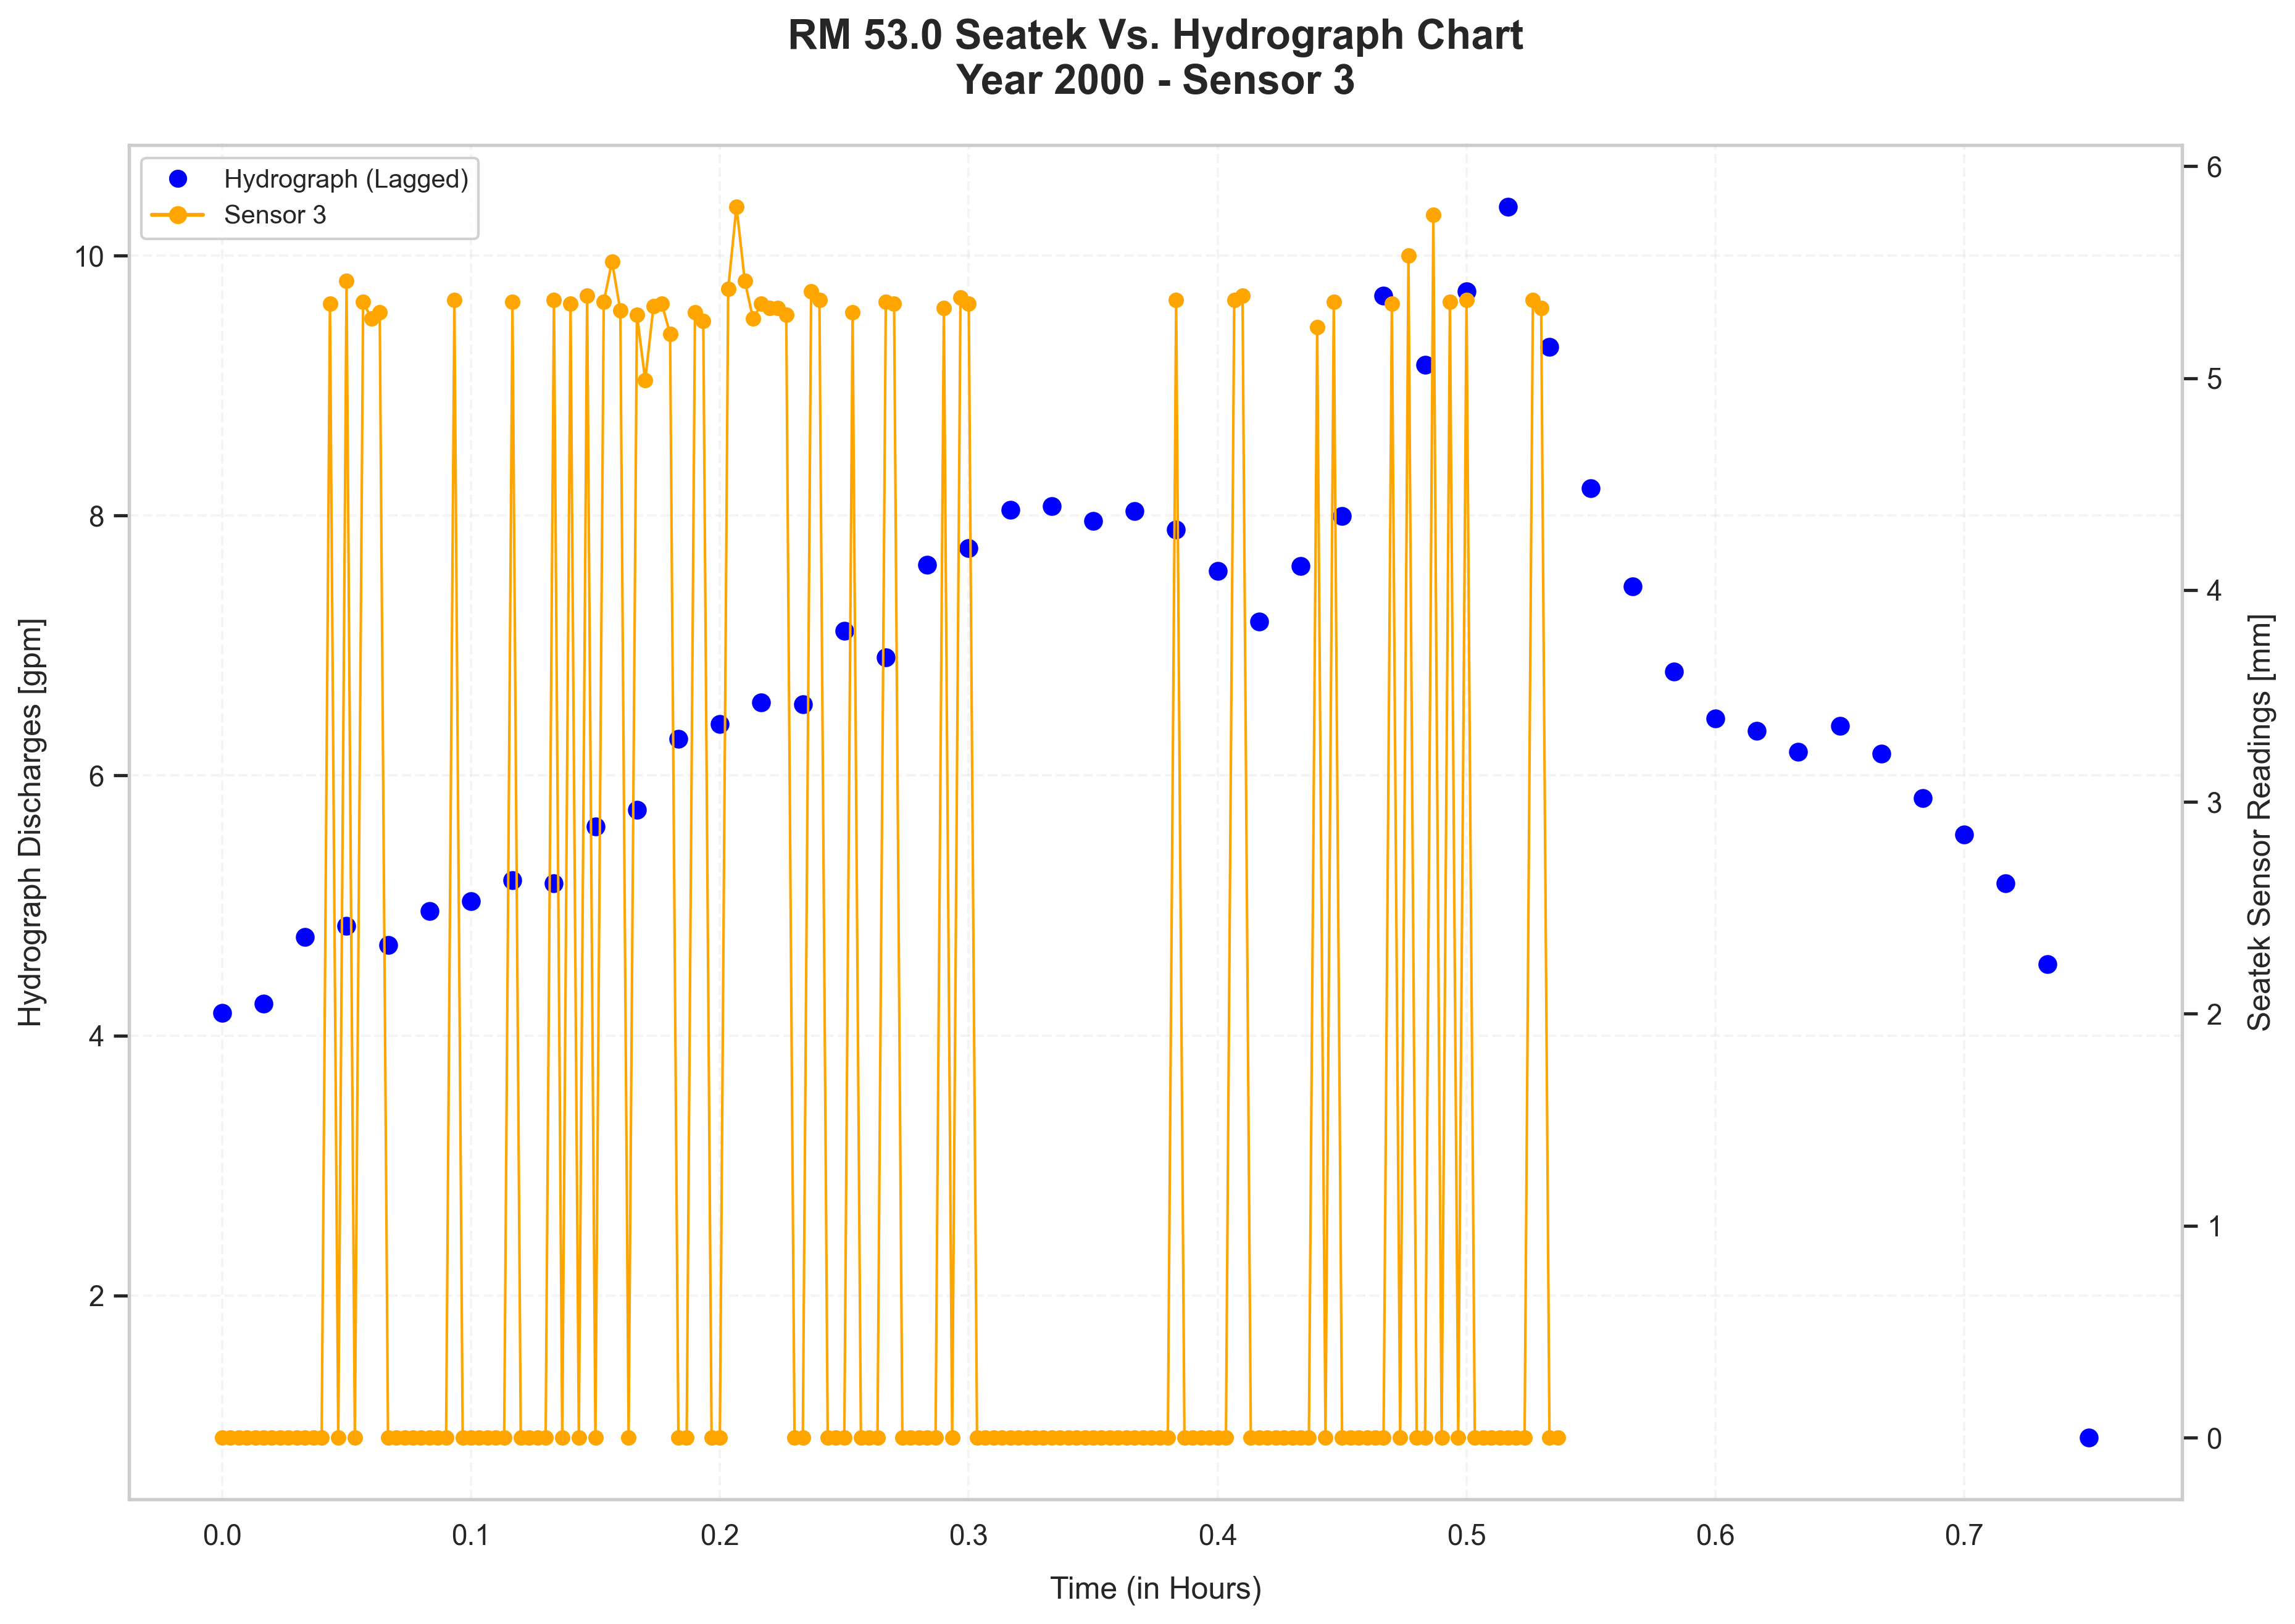 RM 53.0 Seatek Vs. Hydrograph Chart
Year 2000 - Sensor 3
Hydrograph (Lagged)
Sensor 3
Hydrograph Discharges [gpm]
10
8
6
4
2
Seatek Sensor Readings [mm]
6
5
4
3
2
1
0
0.0 0.1 0.2 0.3 0.4 0.5 0.6 0.7
Time (in Hours)